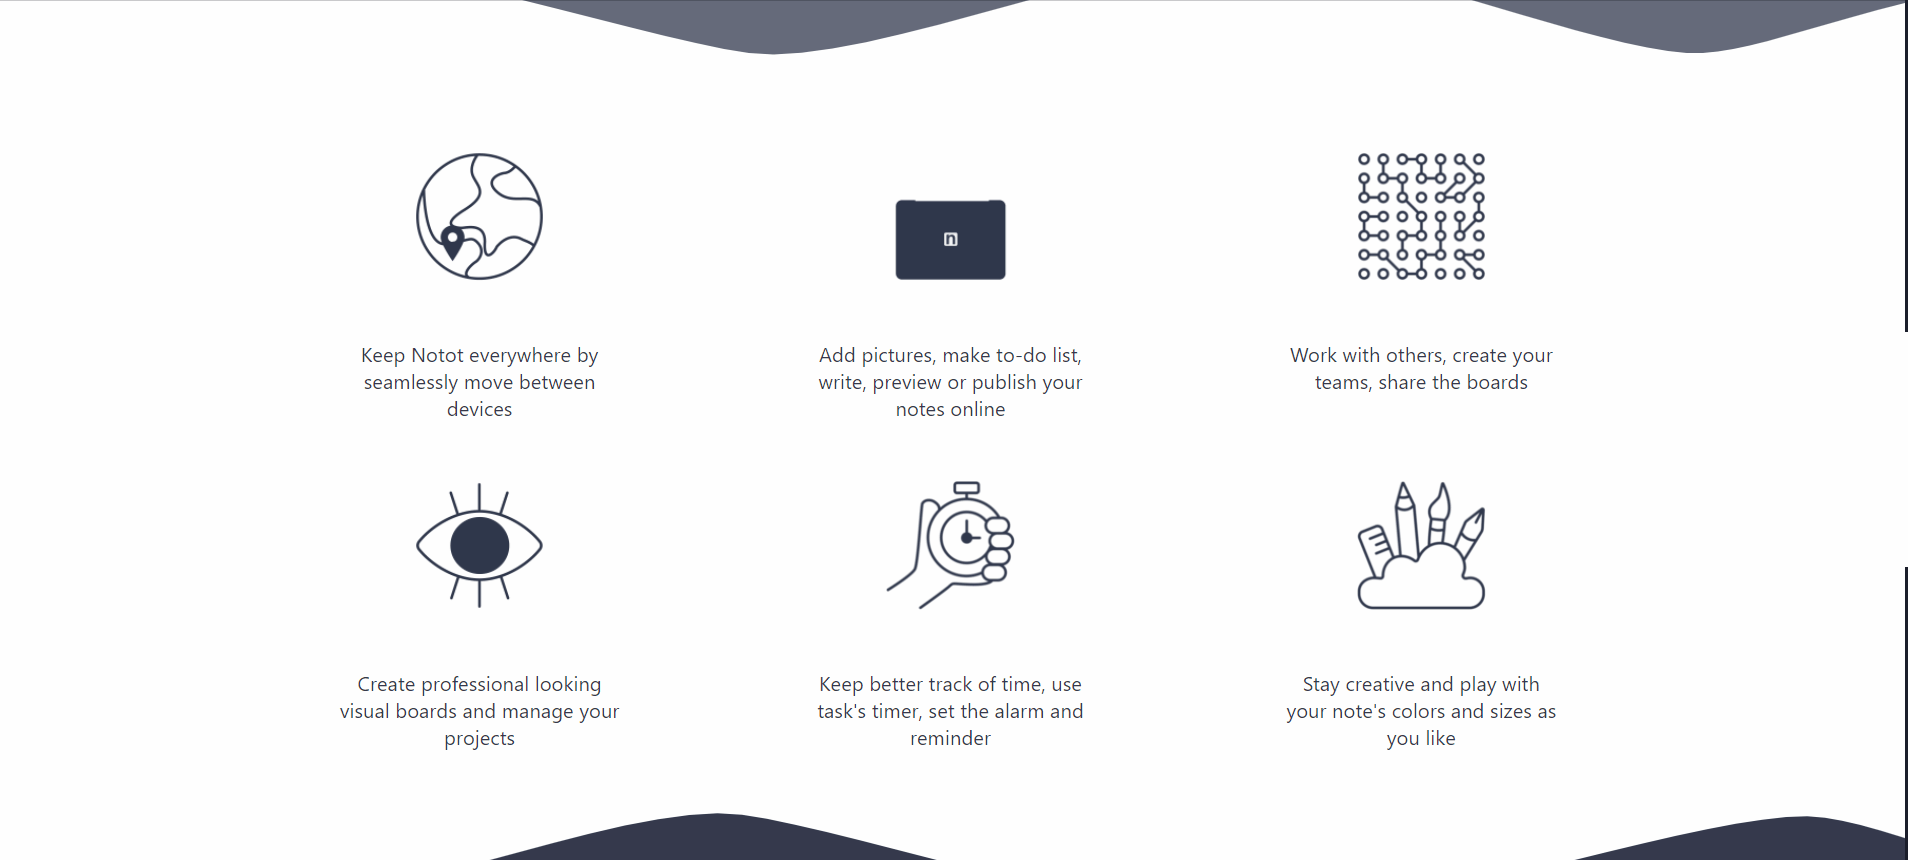 n
Keep Notot everywhere by
seamlessly move between
devices
Add pictures, make to-do list,
write, preview or publish your
notes online
Work with others, create your
teams, share the boards
Create professional looking
visual boards and manage your
projects
Keep better track of time, use
task's timer, set the alarm and
reminder
Stay creative and play with
your note's colors and sizes as
you like